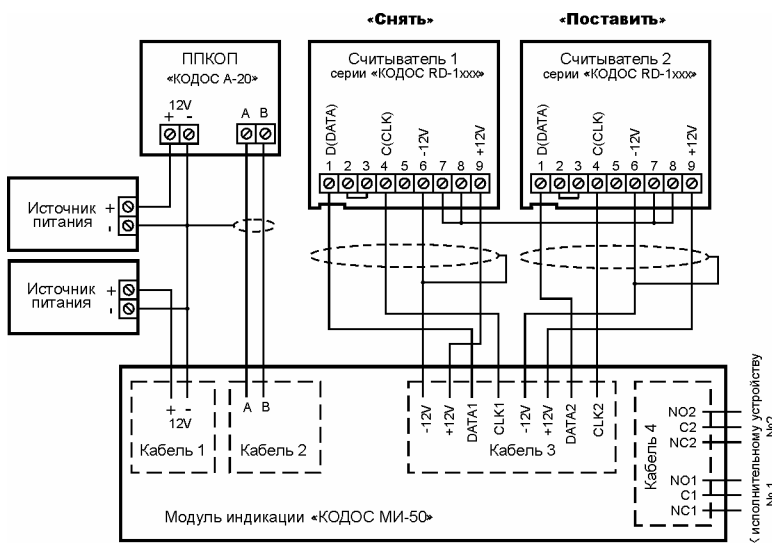 «Снять»
«Поставить»
ППКОП
«КОДОС А-20»
12V
+ -
A B
Считыватель 1
серии «КОДОС RD-1xxx»
D(DATA)
C(CLK)
-12V
+12V
1 2 3 4 5 6 7 8 9
Считыватель 2
серии «КОДОС RD-1xxx»
D(DATA)
C(CLK)
-12V
+12V
1 2 3 4 5 6 7 8 9
Источник
питания
+
-
Источник
питания
+
-
+ -
12V
Кабель 1
A B
Кабель 2
-12V
+12V
DATA1
CLK1
-12V
+12V
DATA2
CLK2
Кабель 3
Кабель 4
NO2
C2
NC2
NO1
C1
NC1
К исполнительному устройству
№2
№1
Модуль индикации «КОДОС МИ-50»